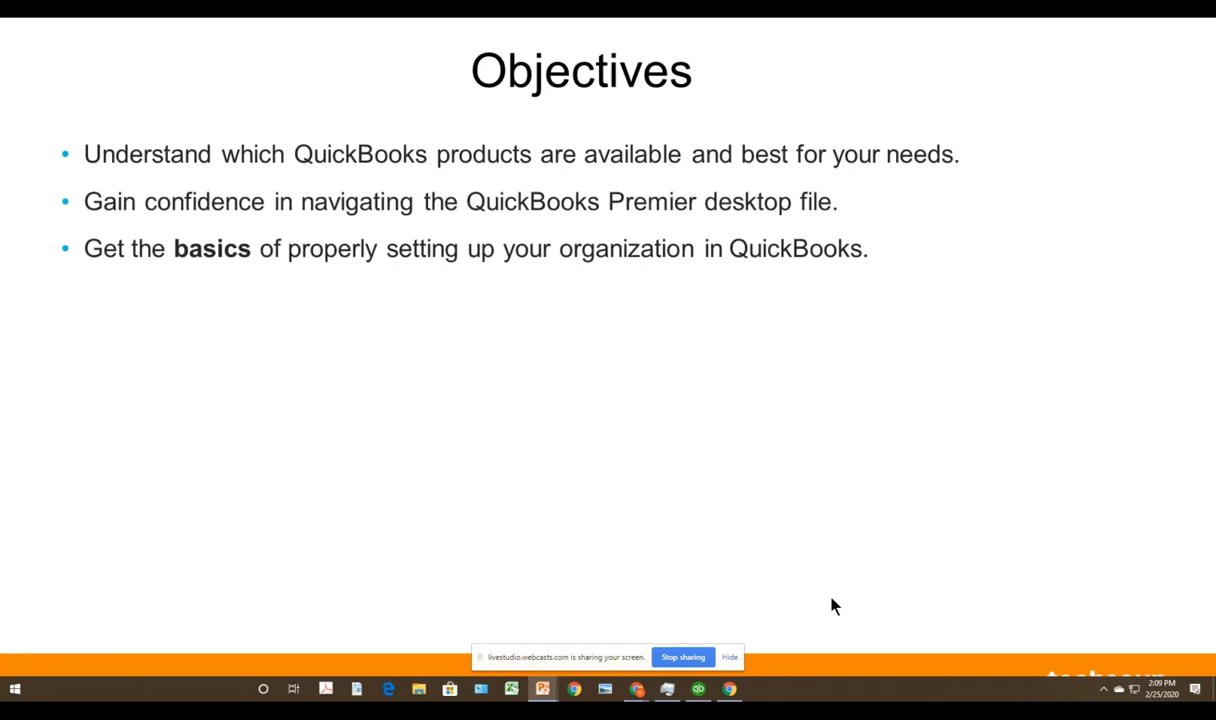 Objectives
• Understand which QuickBooks products are available and best for your needs.
• Gain confidence in navigating the QuickBooks Premier desktop file.
• Get the basics of properly setting up your organization in QuickBooks.
livestudio.webcasts.com is sharing your screen. Stop sharing Hide
2:09 PM
2/25/2020